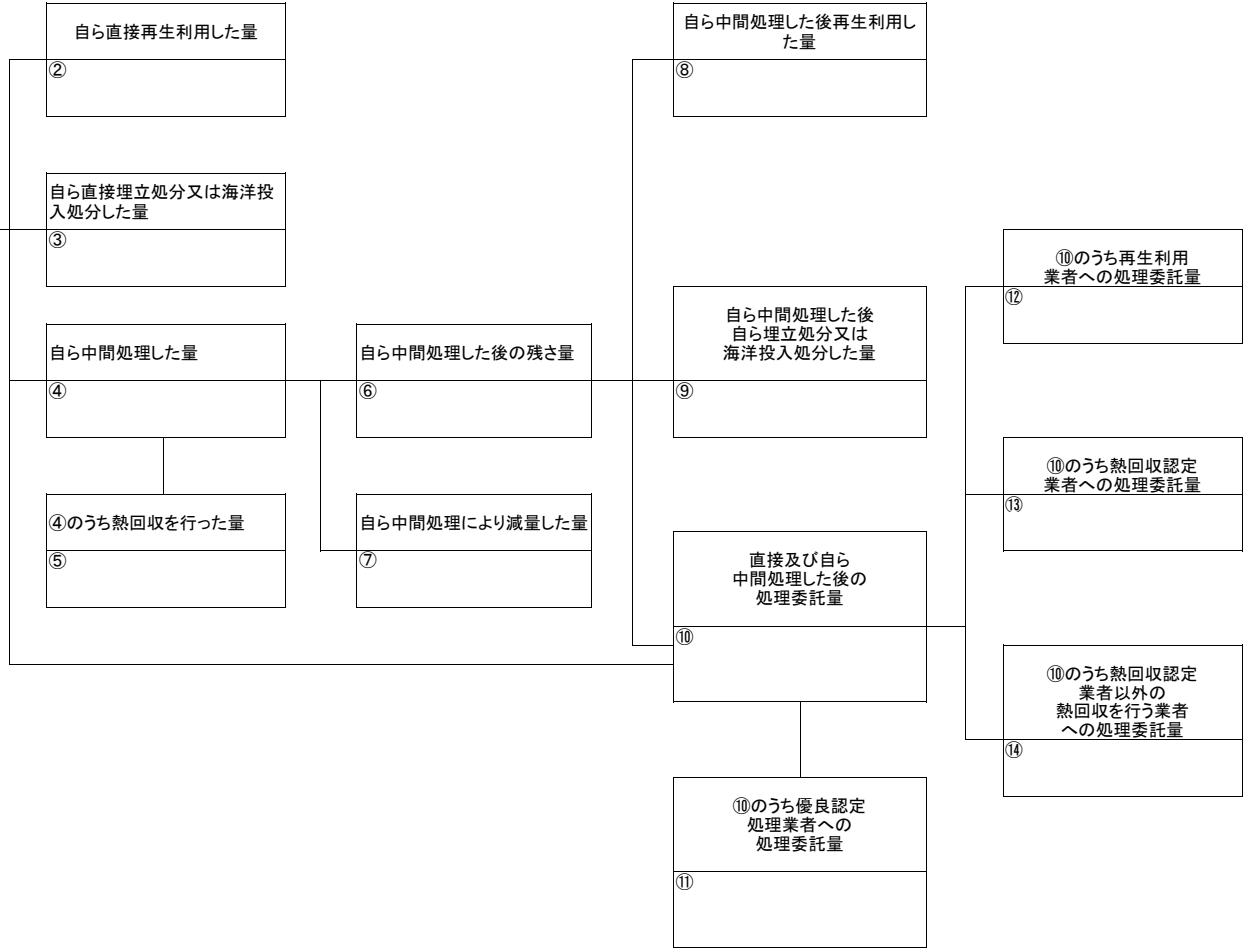 自ら直接再生利用した量
②
自ら直接埋立処分又は海洋投
入処分した量
③
自ら中間処理した量
④
④のうち熱回収を行った量
⑤
自ら中間処理した後の残さ量
⑥
自ら中間処理により減量した量
⑦
自ら中間処理した後再生利用し
た量
⑧
自ら中間処理した後
自ら埋立処分又は
海洋投入処分した量
⑨
直接及び自ら
中間処理した後の
処理委託量
⑩
⑩のうち優良認定
処理業者への
処理委託量
⑪
⑩のうち再生利用
業者への処理委託量
⑫
⑩のうち熱回収認定
業者への処理委託量
⑬
⑩のうち熱回収認定
業者以外の
熱回収を行う業者
への処理委託量
⑭